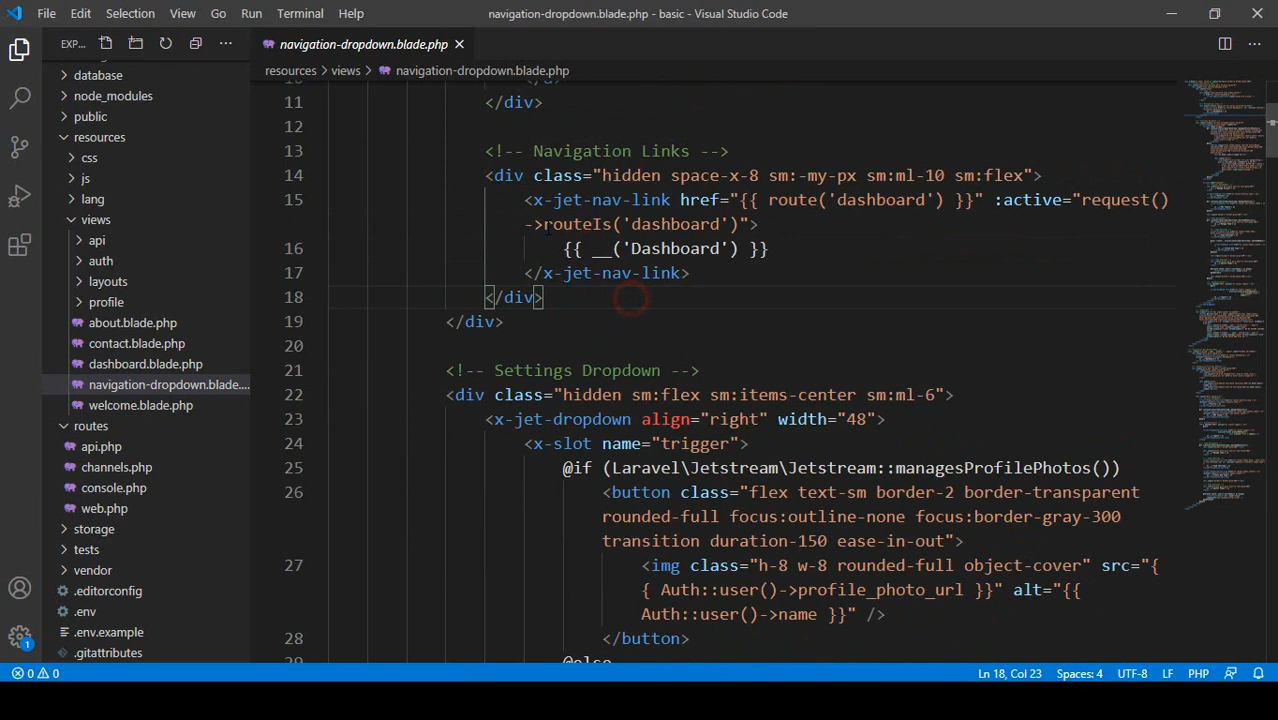 File Edit Selection View Go Run Terminal Help
navigation-dropdown.blade.php - basic - Visual Studio Code
EXP...
navigation-dropdown.blade.php
resources > views > navigation-dropdown.blade.php
database
node_modules
public
resources
css
js
lang
views
api
auth
layouts
profile
about.blade.php
contact.blade.php
dashboard.blade.php
navigation-dropdown.blade....
welcome.blade.php
routes
api.php
channels.php
console.php
web.php
storage
tests
vendor
.editorconfig
.env
.env.example
.gitattributes
11 </div>
12
13 <!-- Navigation Links -->
14 <div class="hidden space-x-8 sm:-my-px sm:ml-10 sm:flex">
15 <x-jet-nav-link href="{{ route('dashboard') }}" :active="request()
->routeIs('dashboard')">
16 {{ __('Dashboard') }}
17 </x-jet-nav-link>
18 </div>
19 </div>
20
21 <!-- Settings Dropdown -->
22 <div class="hidden sm:flex sm:items-center sm:ml-6">
23 <x-jet-dropdown align="right" width="48">
24 <x-slot name="trigger">
25 @if (Laravel\Jetstream\Jetstream::managesProfilePhotos())
26 <button class="flex text-sm border-2 border-transparent
rounded-full focus:outline-none focus:border-gray-300
transition duration-150 ease-in-out">
27 <img class="h-8 w-8 rounded-full object-cover" src="{
{ Auth::user()->profile_photo_url }}" alt="{{
Auth::user()->name }}" />
28 </button>
29 @else
0 0
Ln 18, Col 23 Spaces: 4 UTF-8 LF PHP
1